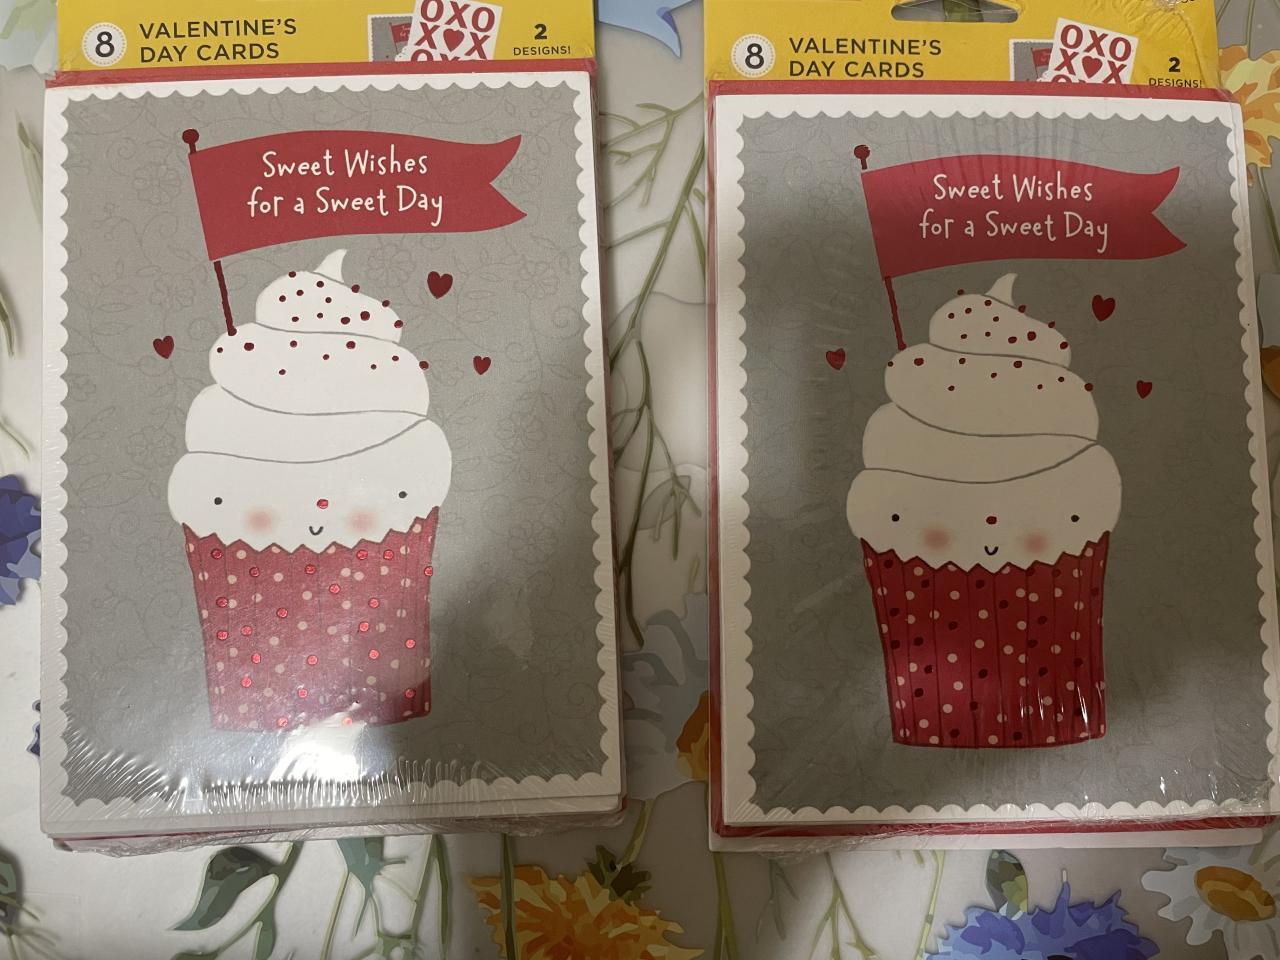 8
VALENTINE'S
DAY CARDS
OXO
X♥X
2
DESIGNS!
Sweet Wishes
for a Sweet Day
8
VALENTINE'S
DAY CARDS
OXO
X♥X
2
DESIGNS!
Sweet Wishes
for a Sweet Day